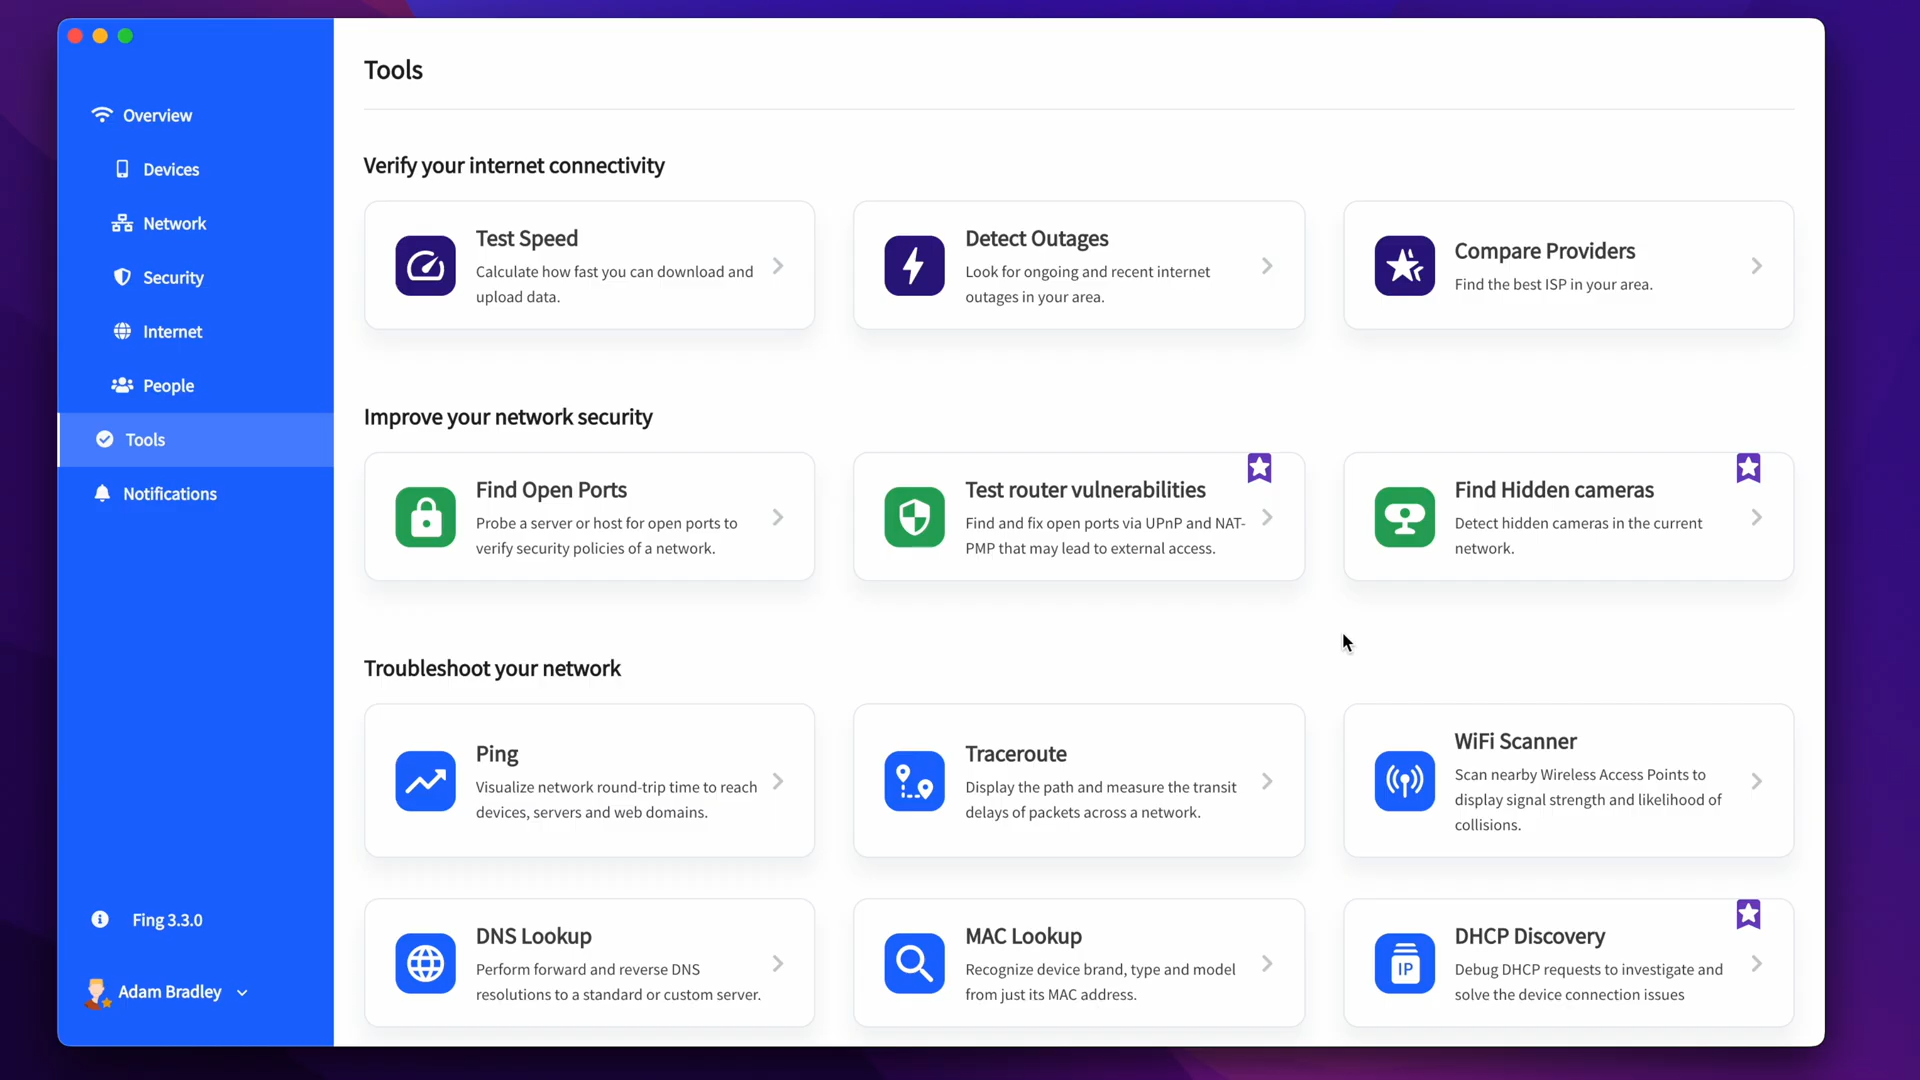 Tools
Overview
Devices
Network
Security
Internet
People
Tools
Notifications
Fing 3.3.0
Adam Bradley
Verify your internet connectivity
Test Speed
Calculate how fast you can download and
upload data.
Detect Outages
Look for ongoing and recent internet
outages in your area.
Compare Providers
Find the best ISP in your area.
Improve your network security
Find Open Ports
Probe a server or host for open ports to
verify security policies of a network.
Test router vulnerabilities
Find and fix open ports via UPnP and NAT-
PMP that may lead to external access.
Find Hidden cameras
Detect hidden cameras in the current
network.
Troubleshoot your network
Ping
Visualize network round-trip time to reach
devices, servers and web domains.
Traceroute
Display the path and measure the transit
delays of packets across a network.
WiFi Scanner
Scan nearby Wireless Access Points to
display signal strength and likelihood of
collisions.
DNS Lookup
Perform forward and reverse DNS
resolutions to a standard or custom server.
MAC Lookup
Recognize device brand, type and model
from just its MAC address.
IP
DHCP Discovery
Debug DHCP requests to investigate and
solve the device connection issues